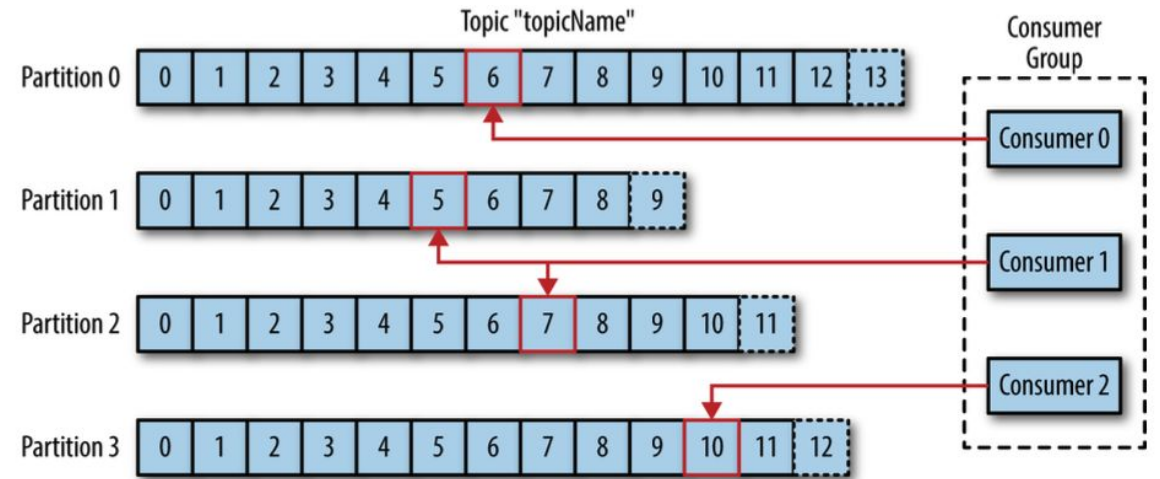 Topic "topicName"
Consumer
Group
Partition 0 0 1 2 3 4 5 6 7 8 9 10 11 12 13
Consumer 0
Partition 1 0 1 2 3 4 5 6 7 8 9
Consumer 1
Partition 2 0 1 2 3 4 5 6 7 8 9 10 11
Consumer 2
Partition 3 0 1 2 3 4 5 6 7 8 9 10 11 12